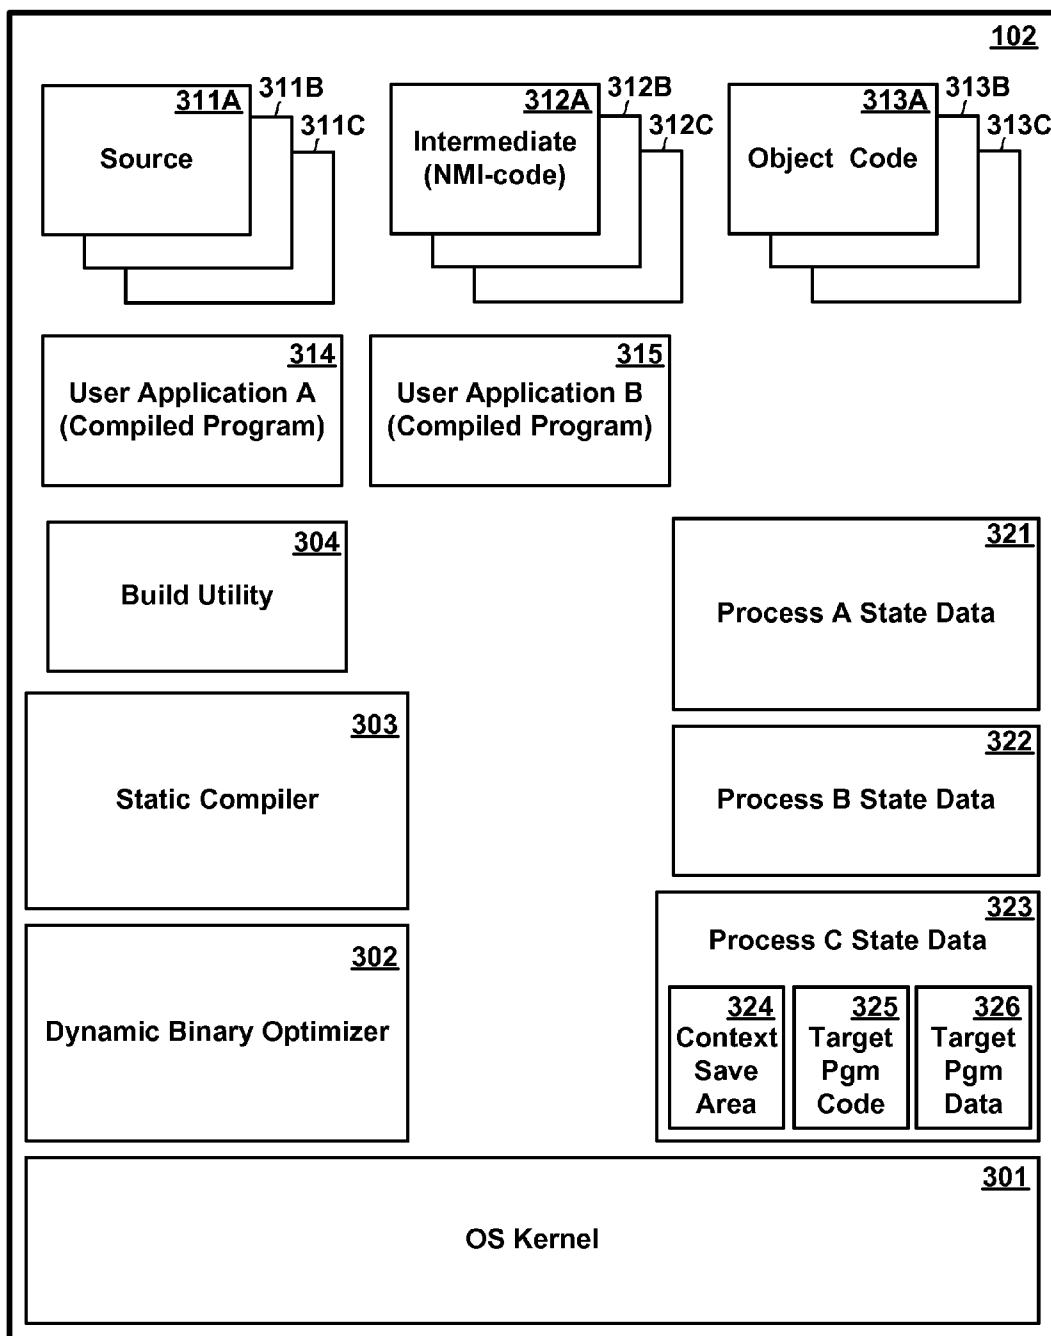 102
311A
311B
311C
Source
312A
312B
312C
Intermediate
(NMI-code)
313A
313B
313C
Object Code
314
User Application A
(Compiled Program)
315
User Application B
(Compiled Program)
304
Build Utility
321
Process A State Data
303
Static Compiler
322
Process B State Data
302
Dynamic Binary Optimizer
323
Process C State Data
324
Context
Save
Area
325
Target
Pgm
Code
326
Target
Pgm
Data
301
OS Kernel